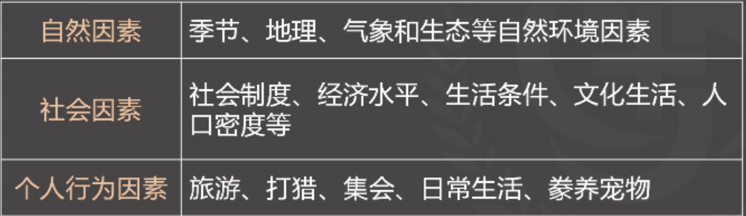 自然因素
季节、地理、气象和生态等自然环境因素
社会因素
社会制度、经济水平、生活条件、文化生活、人
口密度等
个人行为因素
旅游、打猎、集会、日常生活、豢养宠物